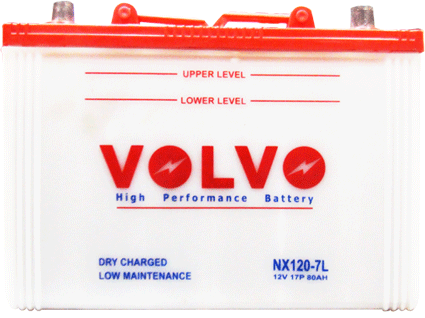 UPPER LEVEL
LOWER LEVEL
VOLVO
High Performance Battery
DRY CHARGED
LOW MAINTENANCE
NX120-7L
12V 17P 80AH